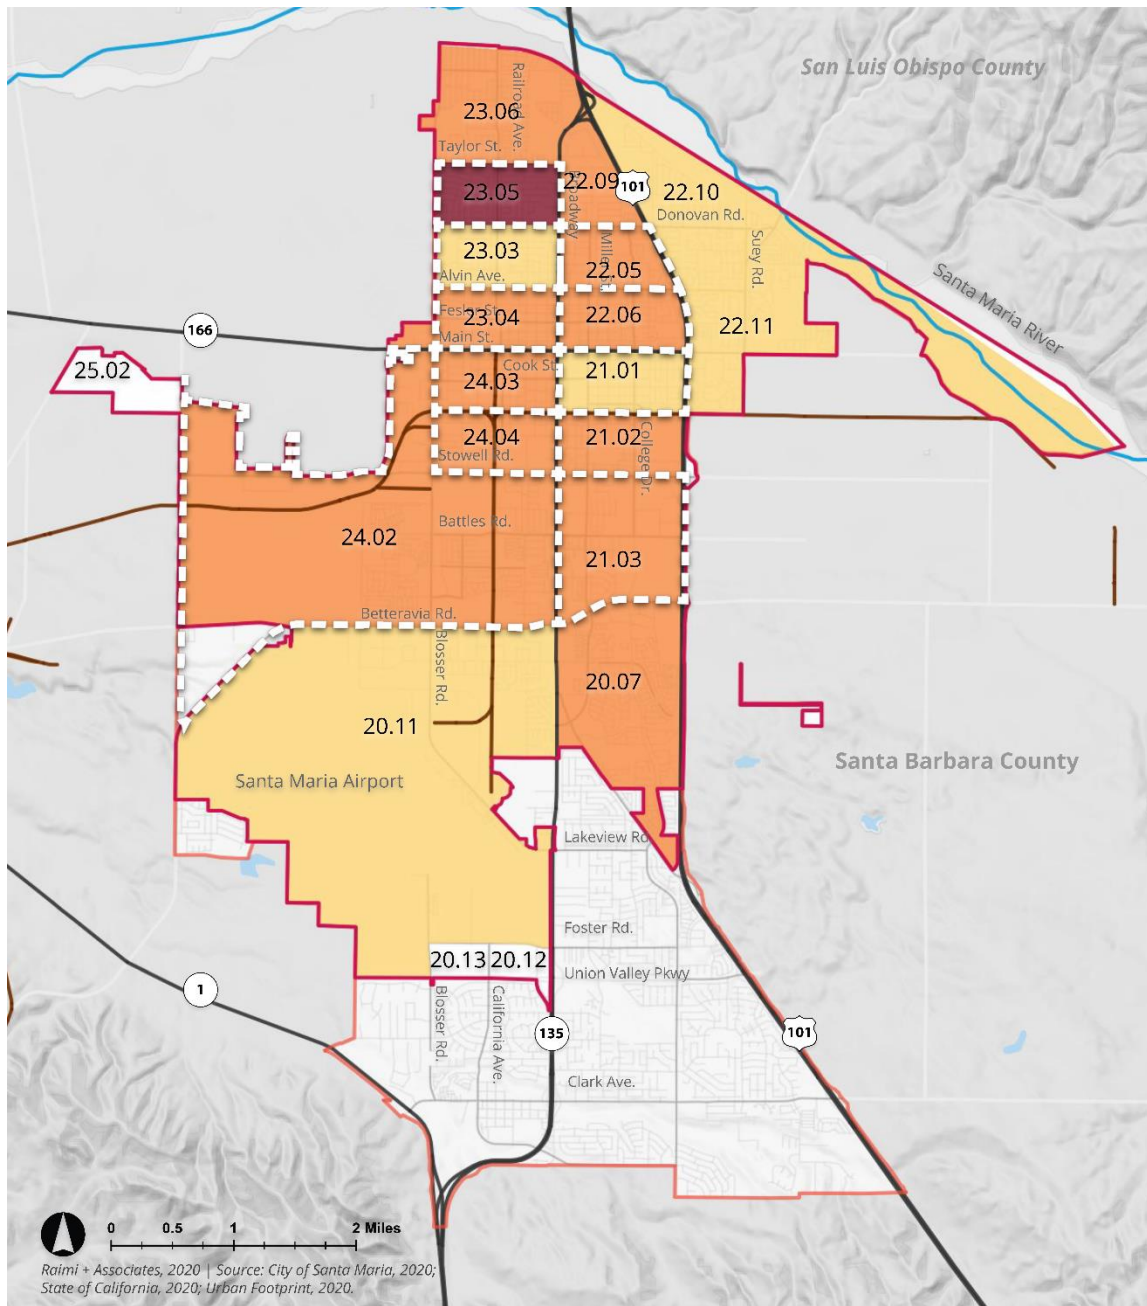 San Luis Obispo County
23.06
Railroad Ave.
Taylor St.
23.05
22.09
Broadway
101
22.10
Donovan Rd.
23.03
Suey Rd.
Alvin Ave.
22.05
Santa Maria River
Fesler St.
23.04
22.06
22.11
166
Main St.
25.02
Cook St.
21.01
24.03
24.04
21.02
College Dr.
Stowell Rd.
Battles Rd.
24.02
21.03
Betteravia Rd.
Blosser Rd.
20.07
20.11
Santa Barbara County
Santa Maria Airport
Lakeview Rd
Foster Rd.
20.13
20.12
Union Valley Pkwy
1
Blosser Rd.
California Ave.
135
101
Clark Ave.
0 0.5 1 2 Miles
Raimi + Associates, 2020 | Source: City of Santa Maria, 2020;
State of California, 2020; Urban Footprint, 2020.